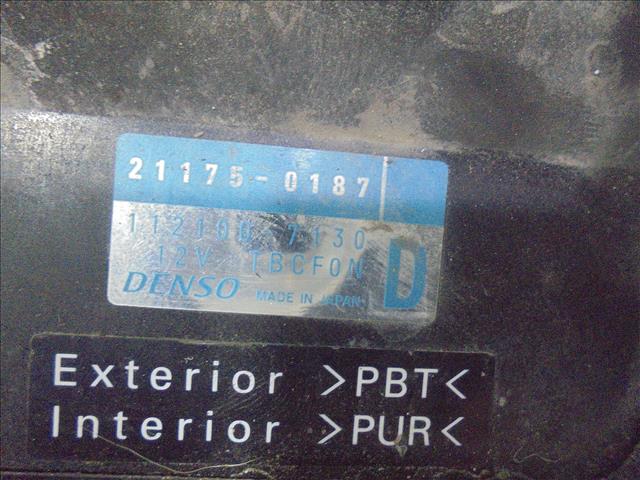 21175-0187
112100-7130
12V TBCF0N D
DENSO MADE IN JAPAN
Exterior >PBT<
Interior >PUR<